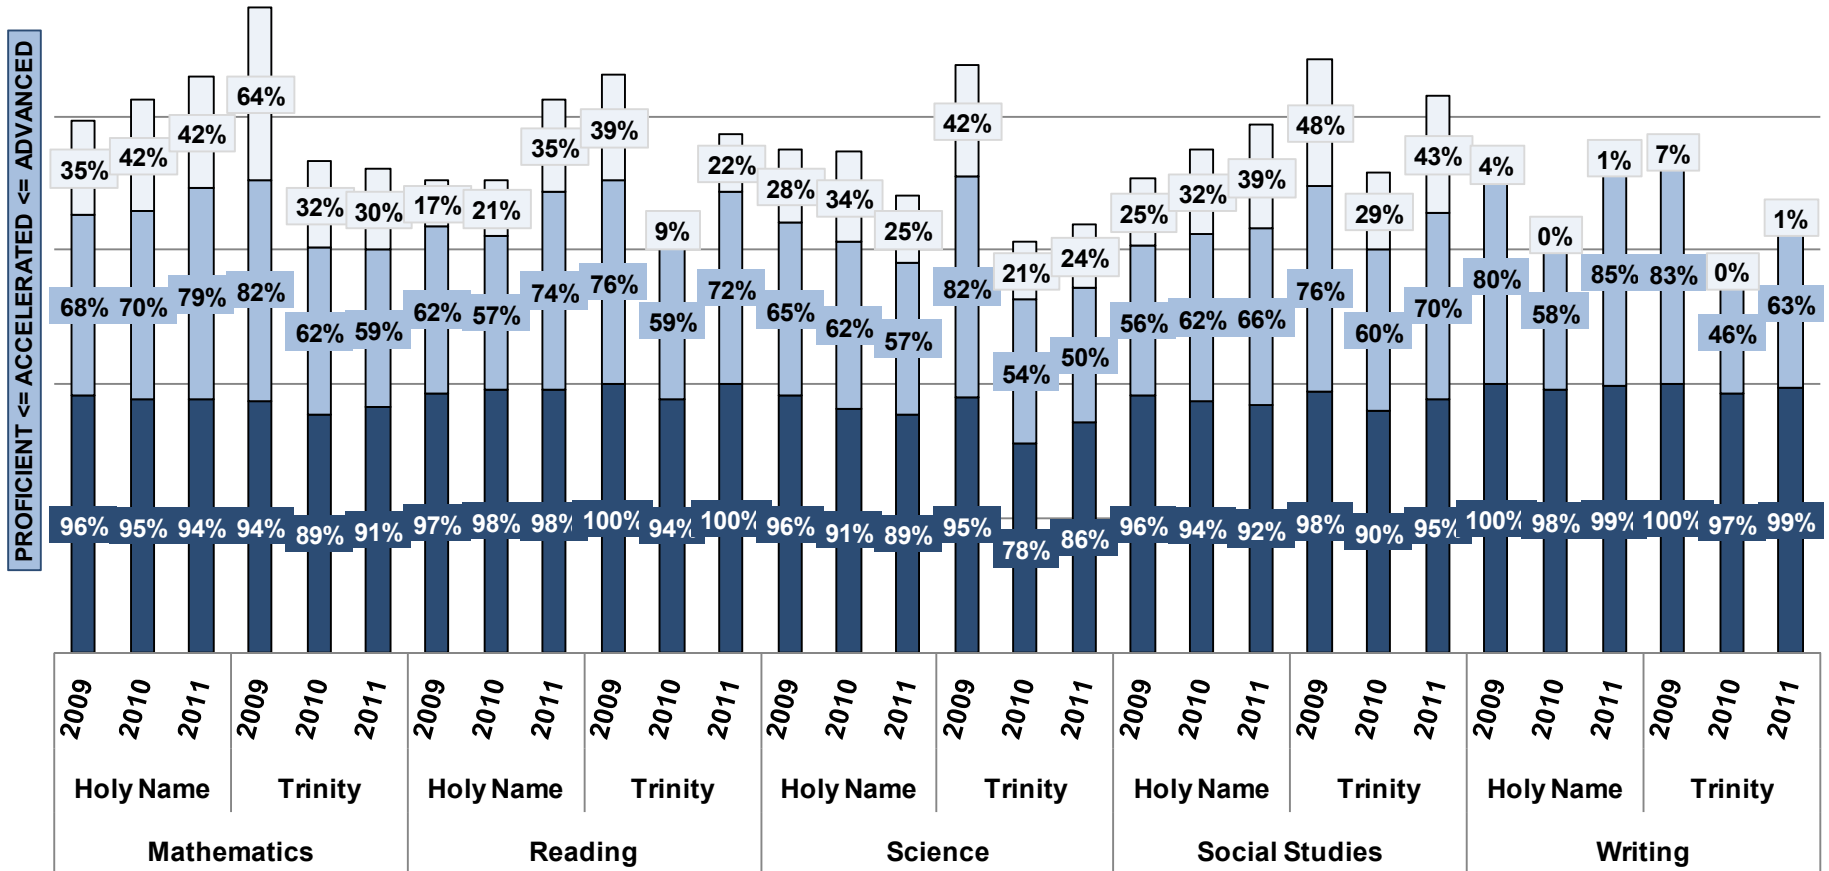 PROFICIENT <= ACCELERATED <= ADVANCED
35% 42% 42% 64% 32% 30% 17% 21% 35% 39% 9% 22% 28% 34% 25% 42% 21% 24% 25% 32% 39% 48% 29% 43% 4% 0% 1% 7% 0% 1%
68% 70% 79% 82% 62% 59% 62% 57% 74% 76% 59% 72% 65% 62% 57% 82% 54% 50% 56% 62% 66% 76% 60% 70% 80% 58% 85% 83% 46% 63%
96% 95% 94% 94% 89% 91% 97% 98% 98% 100% 94% 100% 96% 91% 89% 95% 78% 86% 96% 94% 92% 98% 90% 95% 100% 98% 99% 100% 97% 99%
2009 2010 2011 2009 2010 2011 2009 2010 2011 2009 2010 2011 2009 2010 2011 2009 2010 2011 2009 2010 2011 2009 2010 2011 2009 2010 2011 2009 2010 2011
Holy Name Trinity Holy Name Trinity Holy Name Trinity Holy Name Trinity Holy Name Trinity
Mathematics Reading Science Social Studies Writing